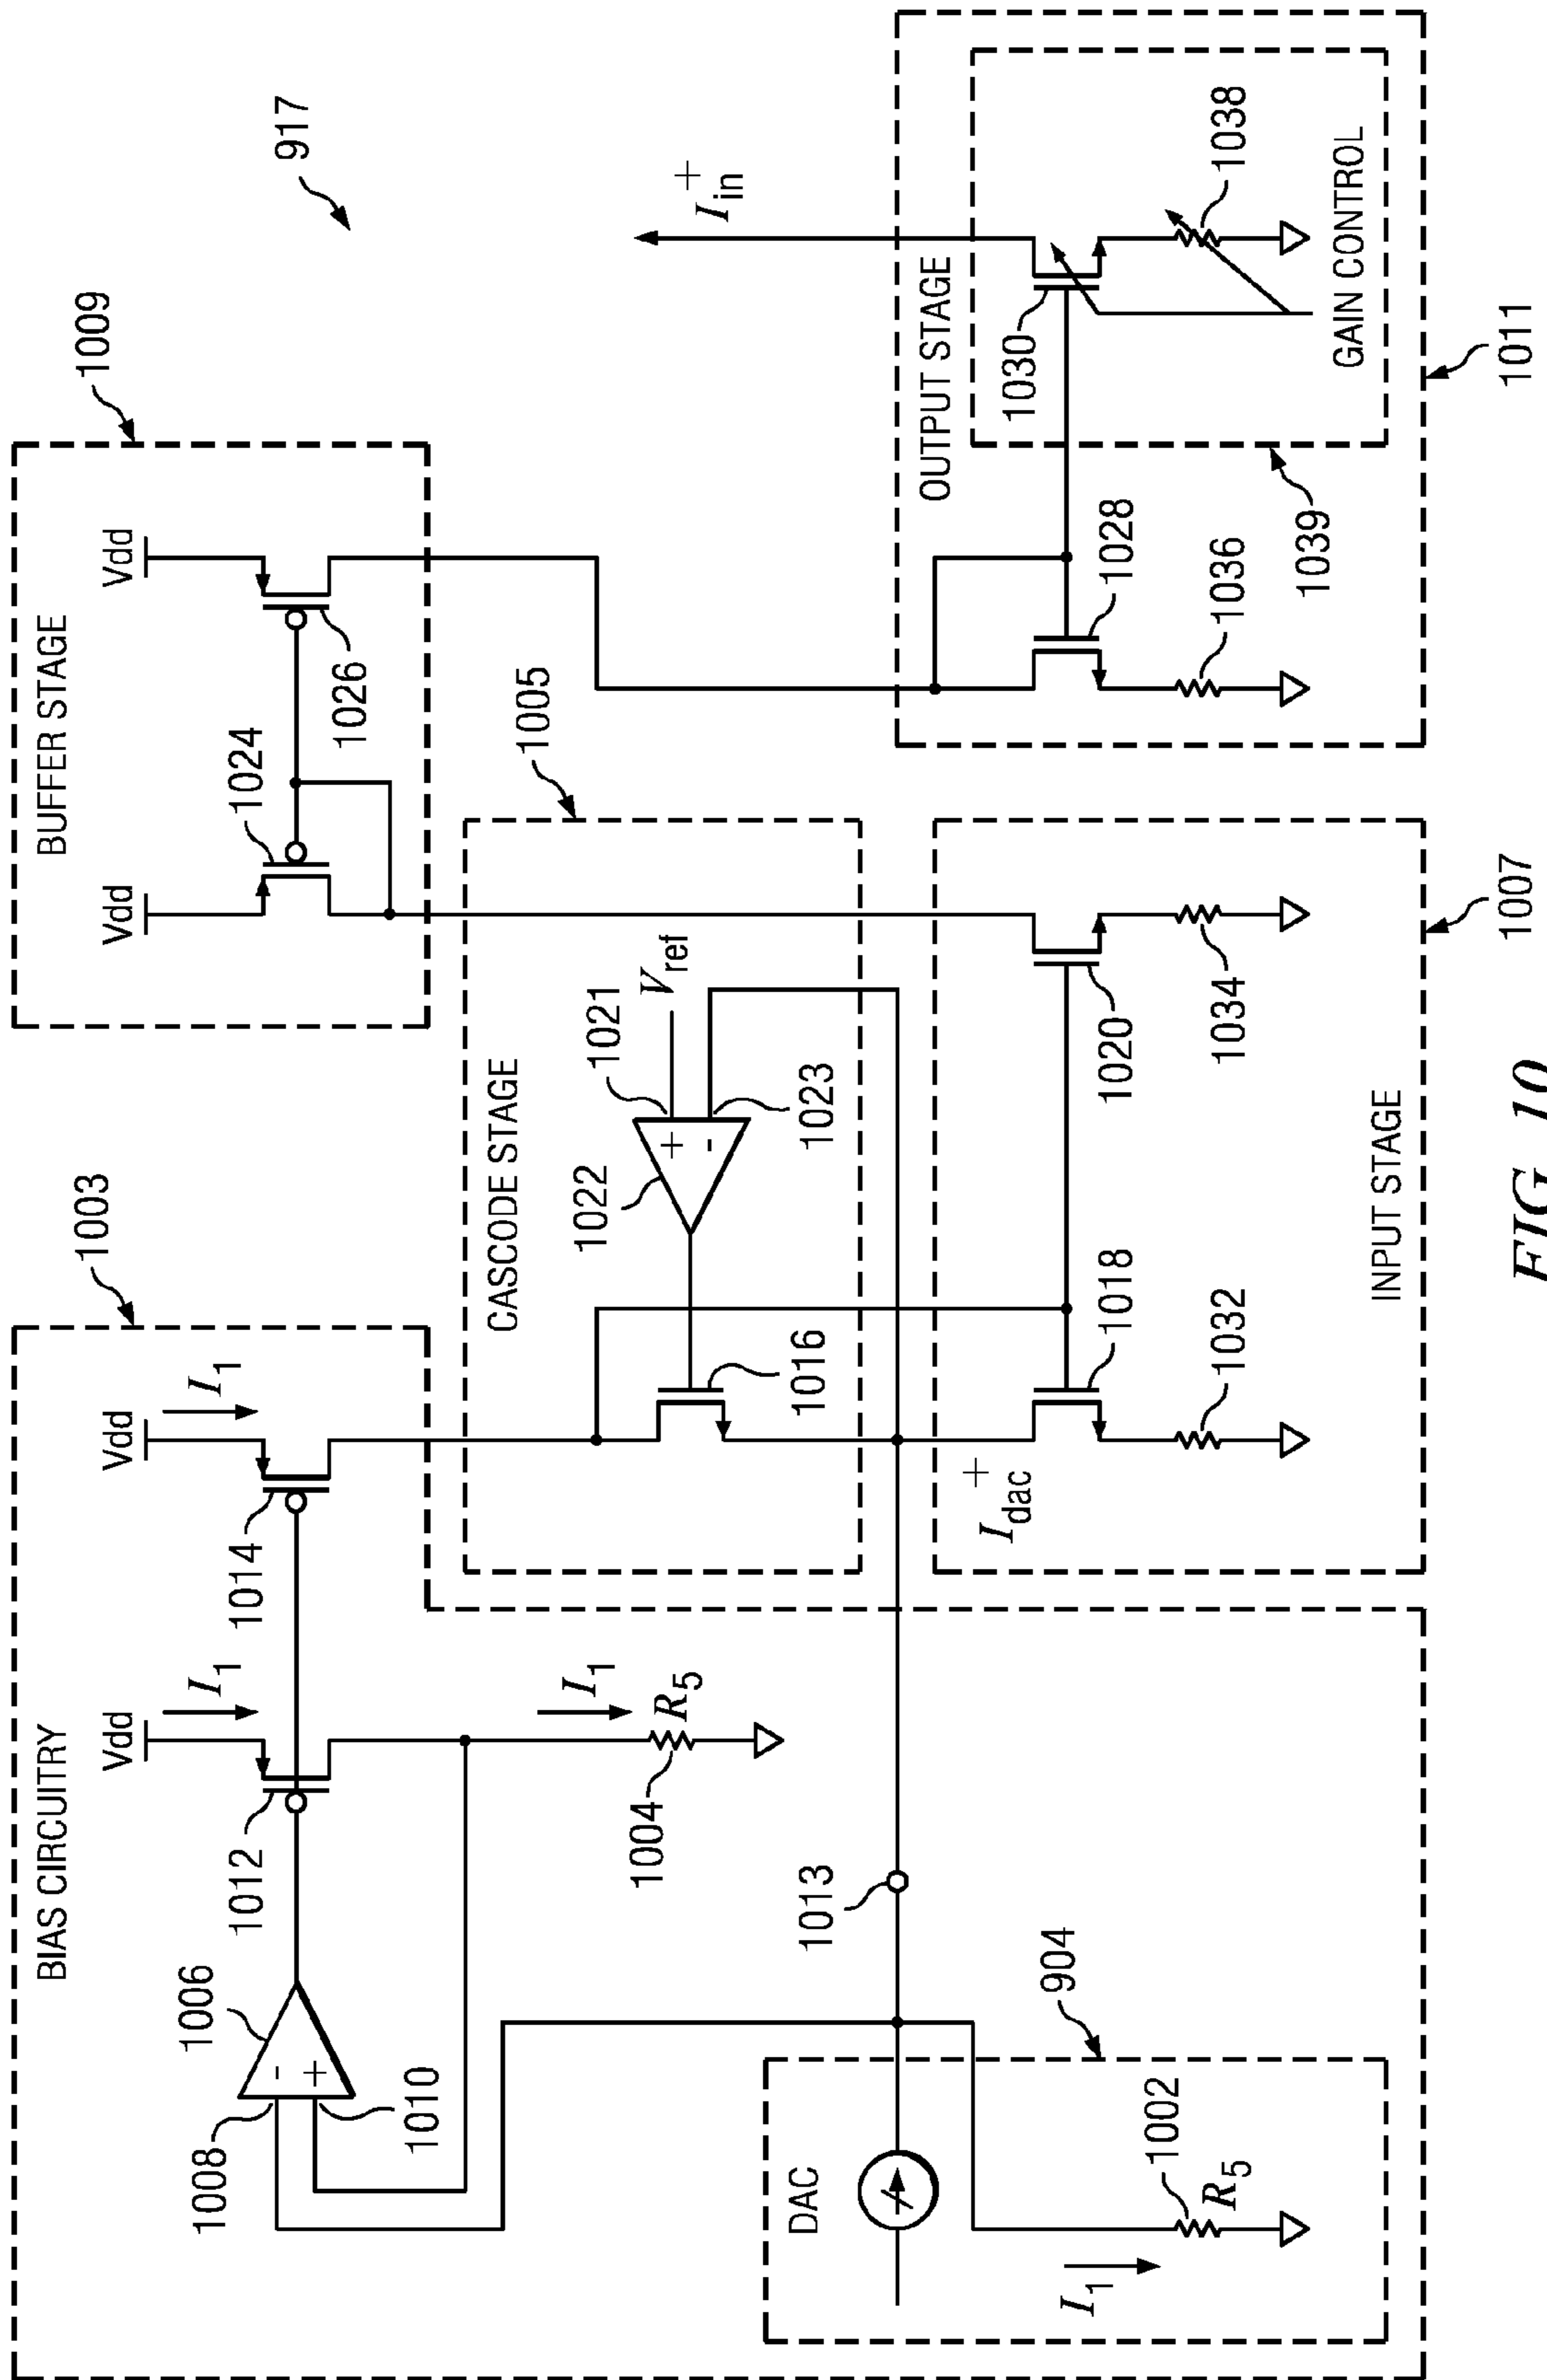 917
BIAS CIRCUITRY
1003
Vdd
I1
Vdd
I1
1012
1014
1006
1008
-
+
1010
I1
1004
R5
1013
DAC
904
I1
1002
R5
BUFFER STAGE
1009
Vdd
1024
Vdd
1026
CASCODE STAGE
1005
1016
1022
+
-
1021
Vref
1023
I+dac
1018
1032
1020
1034
INPUT STAGE
1007
OUTPUT STAGE
I+in
1028
1036
1030
1038
1039
GAIN CONTROL
1011
FIG. 10